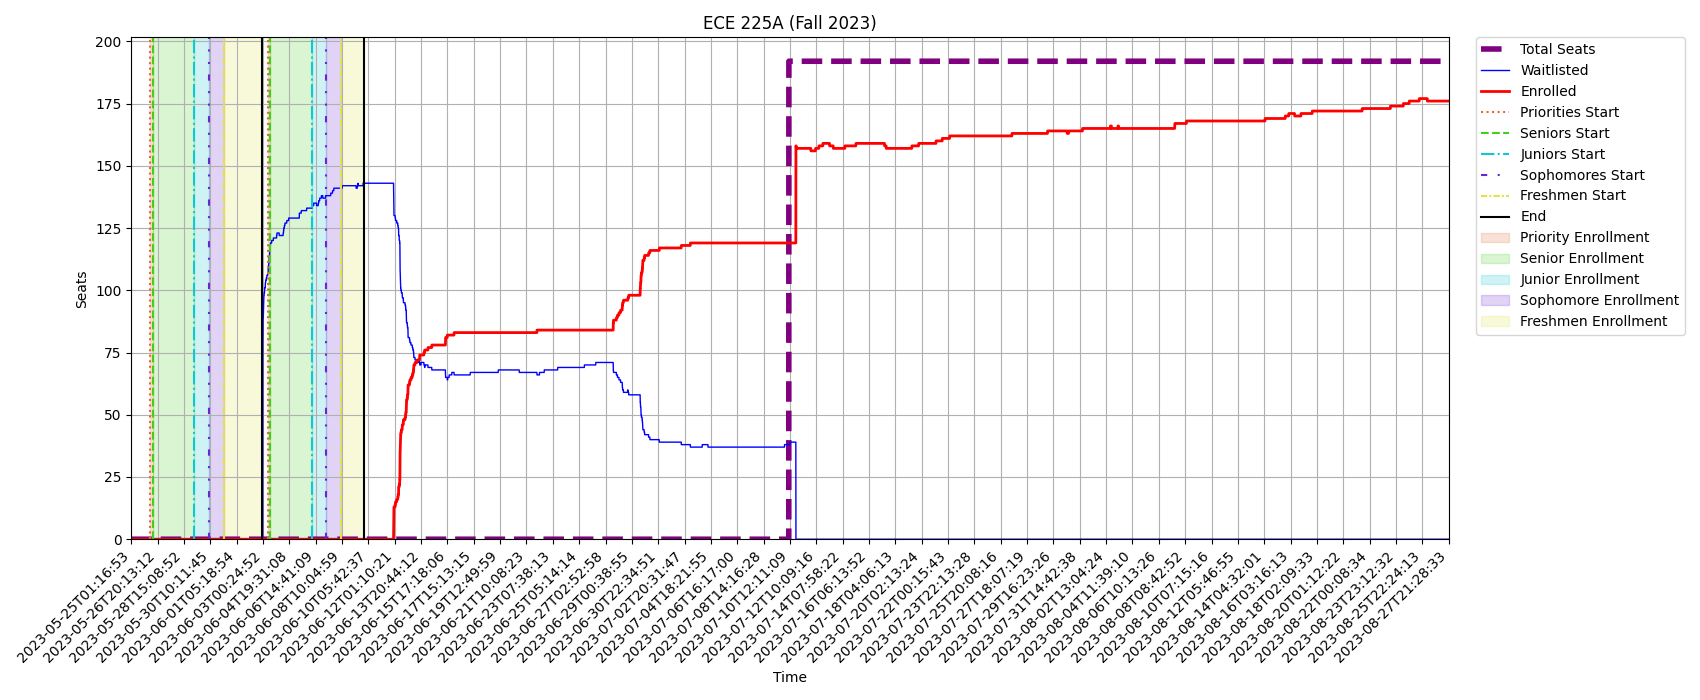 ECE 225A (Fall 2023)
Seats
200
175
150
125
100
75
50
25
0
2023-05-25T01:16:53
2023-05-26T20:13:12
2023-05-28T15:08:52
2023-05-30T10:11:45
2023-06-01T05:18:54
2023-06-03T00:24:52
2023-06-04T19:31:08
2023-06-06T14:41:09
2023-06-08T10:04:59
2023-06-10T05:42:37
2023-06-12T01:10:21
2023-06-13T20:44:12
2023-06-15T17:18:06
2023-06-17T15:13:15
2023-06-19T12:49:59
2023-06-21T10:08:23
2023-06-23T07:38:13
2023-06-25T05:14:14
2023-06-27T02:52:58
2023-06-29T00:38:55
2023-06-30T22:34:51
2023-07-02T20:31:47
2023-07-04T18:21:55
2023-07-06T16:17:00
2023-07-08T14:16:28
2023-07-10T12:11:09
2023-07-12T10:09:16
2023-07-14T07:58:22
2023-07-16T06:13:52
2023-07-18T04:06:13
2023-07-20T02:13:24
2023-07-22T00:15:43
2023-07-23T22:13:28
2023-07-25T20:08:16
2023-07-27T18:07:19
2023-07-29T16:23:26
2023-07-31T14:42:38
2023-08-02T13:04:24
2023-08-04T11:39:10
2023-08-06T10:13:26
2023-08-08T08:42:52
2023-08-10T07:15:16
2023-08-12T05:46:55
2023-08-14T04:32:01
2023-08-16T03:16:13
2023-08-18T02:09:33
2023-08-20T01:12:22
2023-08-22T00:08:34
2023-08-23T23:12:32
2023-08-25T22:24:13
2023-08-27T21:28:33
Time
Total Seats
Waitlisted
Enrolled
Priorities Start
Seniors Start
Juniors Start
Sophomores Start
Freshmen Start
End
Priority Enrollment
Senior Enrollment
Junior Enrollment
Sophomore Enrollment
Freshmen Enrollment